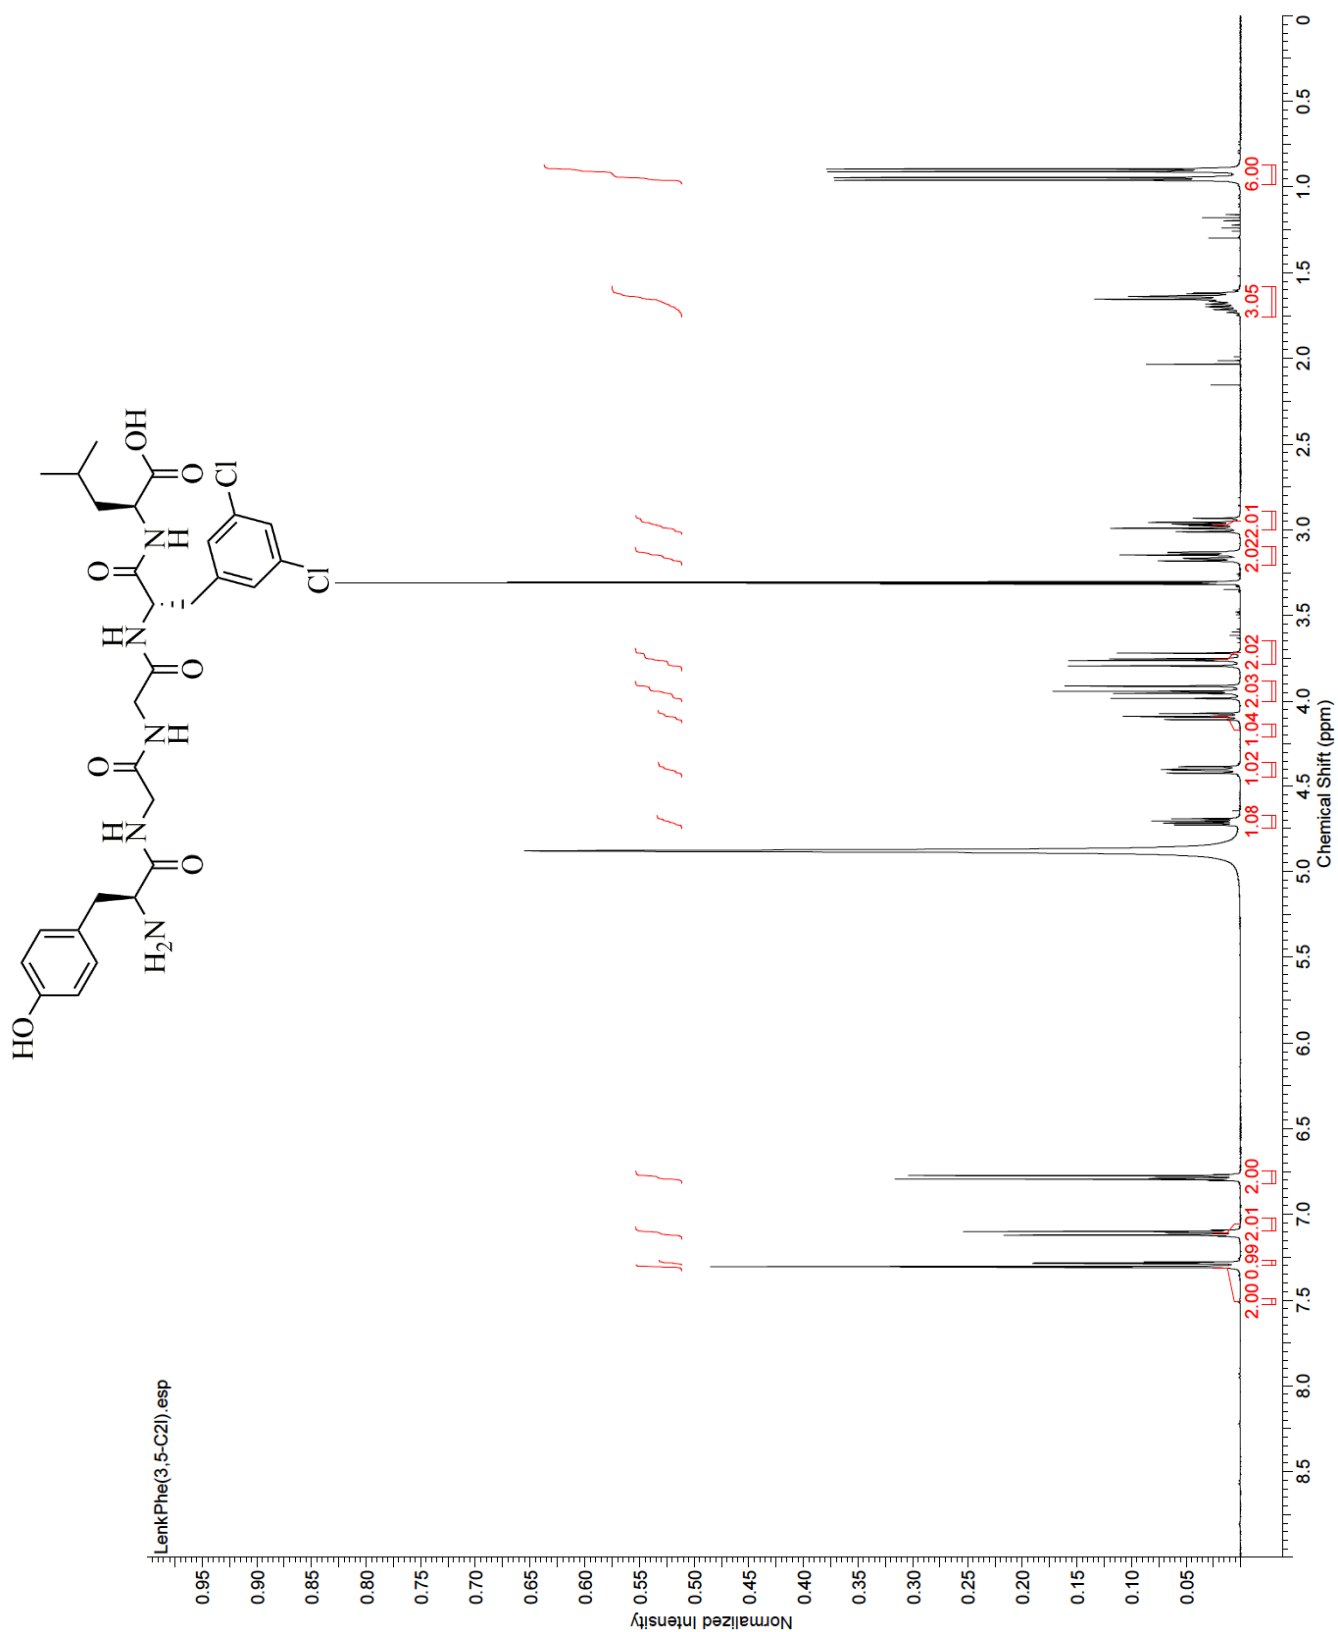 LenkPhe(3,5-C2l).esp
HO
H2N
O
H
N
O
N
H
O
H
N
O
N
H
O
OH
Cl
Cl
Normalized Intensity
0.95
0.90
0.85
0.80
0.75
0.70
0.65
0.60
0.55
0.50
0.45
0.40
0.35
0.30
0.25
0.20
0.15
0.10
0.05
2.00 0.99 2.01 2.00 1.08 1.02 1.04 2.03 2.02 2.02 2.01 3.05 6.00
8.5 8.0 7.5 7.0 6.5 6.0 5.5 5.0 4.5 4.0 3.5 3.0 2.5 2.0 1.5 1.0 0.5 0
Chemical Shift (ppm)